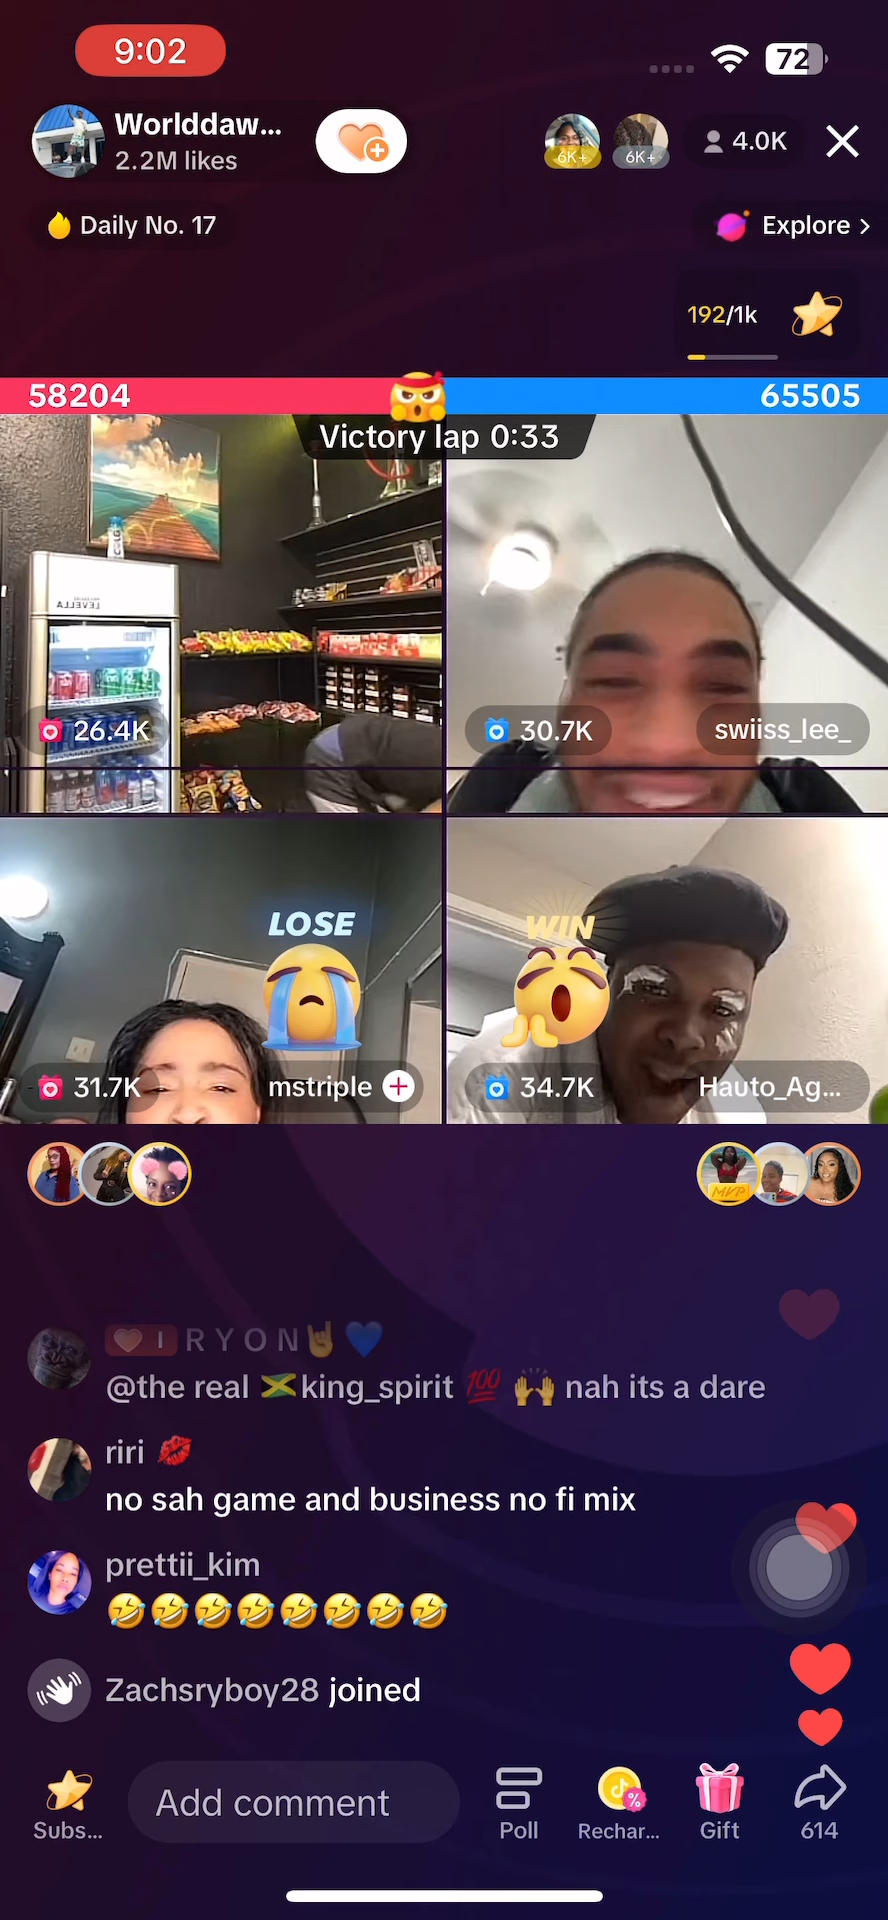 9:02
72
Worlddaw...
2.2M likes
6K+
6K+
4.0K
Daily No. 17
Explore >
192/1k
58204
65505
Victory lap 0:33
LEVELLA
26.4K
30.7K
swiiss_lee_
LOSE
WIN
31.7K
mstriple
34.7K
Hauto_Ag...
MVP
I R Y O N🤘💙
@the real 🇯🇲king_spirit 💯 🙌 nah its a dare
riri 💋
no sah game and business no fi mix
prettii_kim
🤣🤣🤣🤣🤣🤣🤣🤣
Zachsryboy28 joined
Subs...
Add comment
Poll
Rechar...
Gift
614